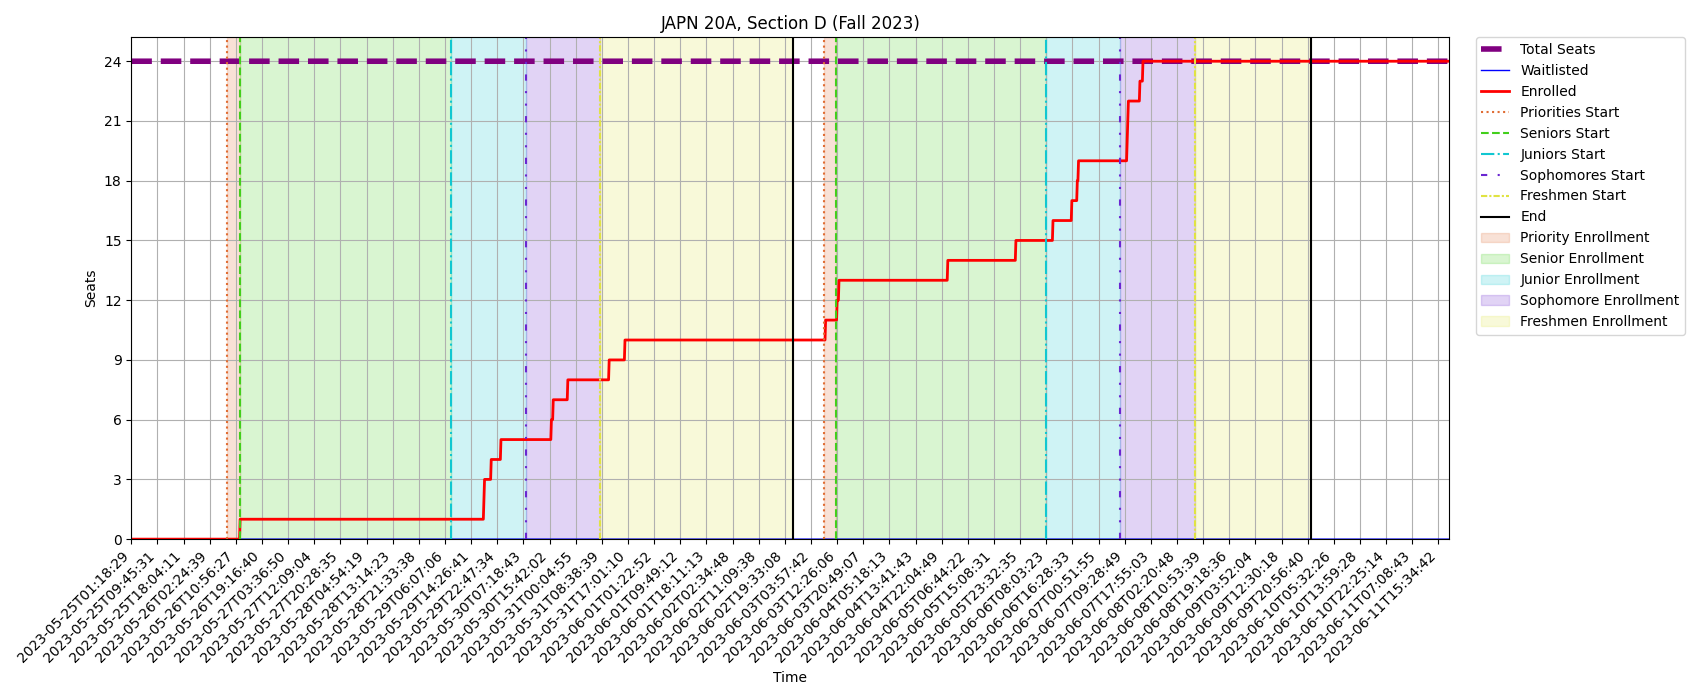 JAPN 20A, Section D (Fall 2023)
Total Seats
Waitlisted
Enrolled
Priorities Start
Seniors Start
Juniors Start
Sophomores Start
Freshmen Start
End
Priority Enrollment
Senior Enrollment
Junior Enrollment
Sophomore Enrollment
Freshmen Enrollment
Seats
24
21
18
15
12
9
6
3
0
2023-05-25T01:18:29
2023-05-25T09:45:31
2023-05-25T18:04:11
2023-05-26T02:24:39
2023-05-26T10:56:27
2023-05-26T19:16:40
2023-05-27T03:36:50
2023-05-27T12:09:04
2023-05-27T20:28:35
2023-05-28T04:54:19
2023-05-28T13:14:23
2023-05-28T21:33:38
2023-05-29T06:07:06
2023-05-29T14:26:41
2023-05-29T22:47:34
2023-05-30T07:18:43
2023-05-30T15:42:02
2023-05-31T00:04:55
2023-05-31T08:38:39
2023-05-31T17:01:10
2023-06-01T01:22:52
2023-06-01T09:49:12
2023-06-01T18:11:13
2023-06-02T02:34:48
2023-06-02T11:09:38
2023-06-02T19:33:08
2023-06-03T03:57:42
2023-06-03T12:26:06
2023-06-03T20:49:07
2023-06-04T05:18:13
2023-06-04T13:41:43
2023-06-04T22:04:49
2023-06-05T06:44:22
2023-06-05T15:08:31
2023-06-05T23:32:35
2023-06-06T08:03:23
2023-06-06T16:28:33
2023-06-07T00:51:55
2023-06-07T09:28:49
2023-06-07T17:55:03
2023-06-08T02:20:48
2023-06-08T10:53:39
2023-06-08T19:18:36
2023-06-09T03:52:04
2023-06-09T12:30:18
2023-06-09T20:56:40
2023-06-10T05:32:26
2023-06-10T13:59:28
2023-06-10T22:25:14
2023-06-11T07:08:43
2023-06-11T15:34:42
Time